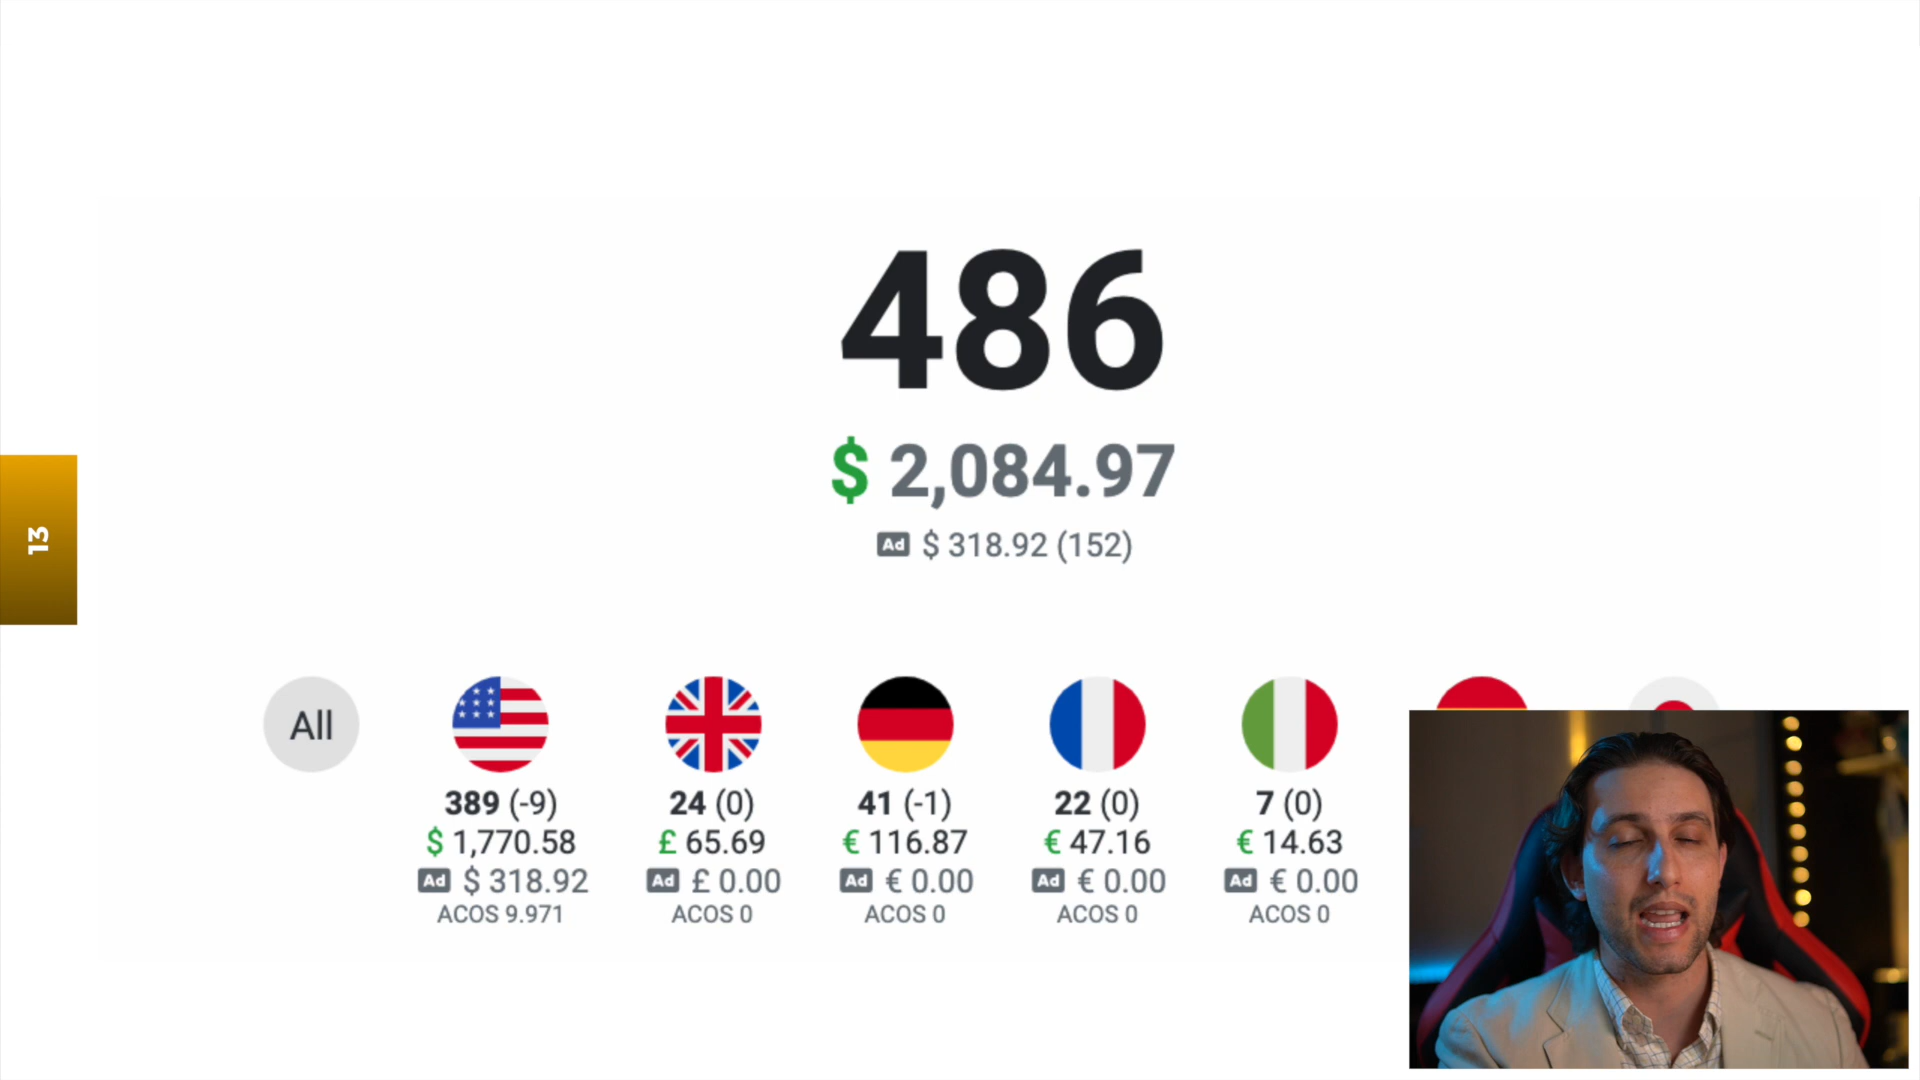 486
$ 2,084.97
Ad $ 318.92 (152)
13
All
389 (-9) 24 (0) 41 (-1) 22 (0) 7 (0)
$ 1,770.58 £ 65.69 € 116.87 € 47.16 € 14.63
Ad $ 318.92 Ad £ 0.00 Ad € 0.00 Ad € 0.00 Ad € 0.00
ACOS 9.971 ACOS 0 ACOS 0 ACOS 0 ACOS 0